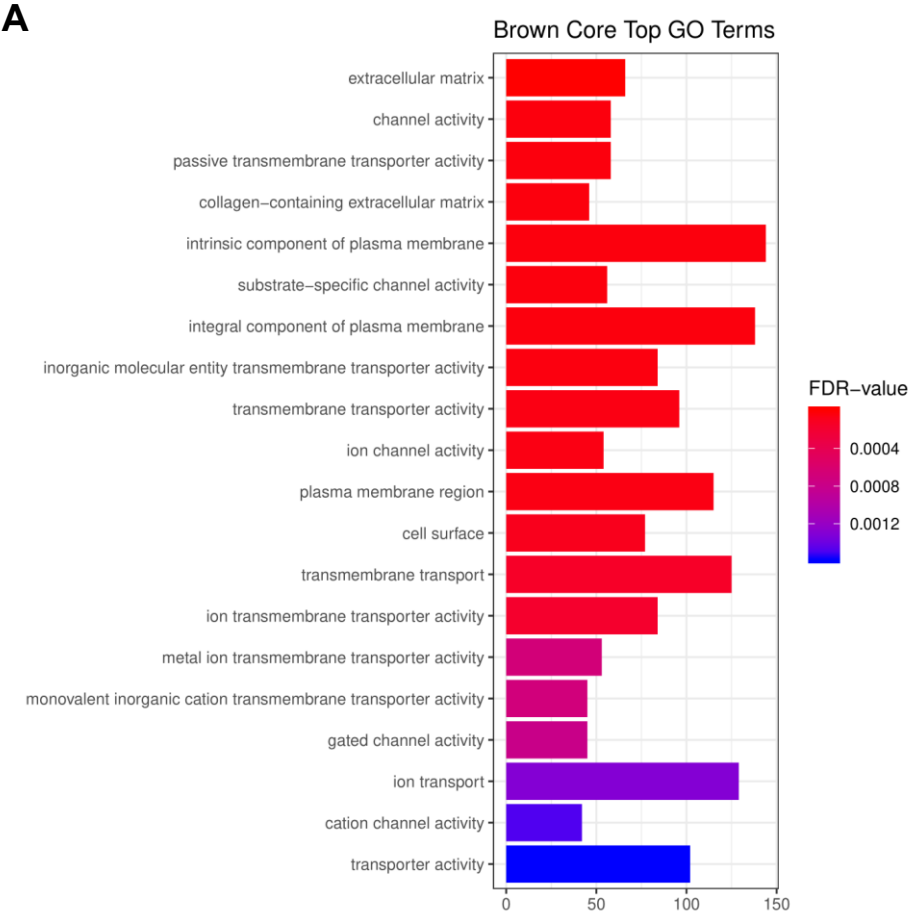 A
Brown Core Top GO Terms
extracellular matrix
channel activity
passive transmembrane transporter activity
collagen−containing extracellular matrix
intrinsic component of plasma membrane
substrate−specific channel activity
integral component of plasma membrane
inorganic molecular entity transmembrane transporter activity
transmembrane transporter activity
ion channel activity
plasma membrane region
cell surface
transmembrane transport
ion transmembrane transporter activity
metal ion transmembrane transporter activity
monovalent inorganic cation transmembrane transporter activity
gated channel activity
ion transport
cation channel activity
transporter activity
0 50 100 150
FDR−value
0.0004
0.0008
0.0012